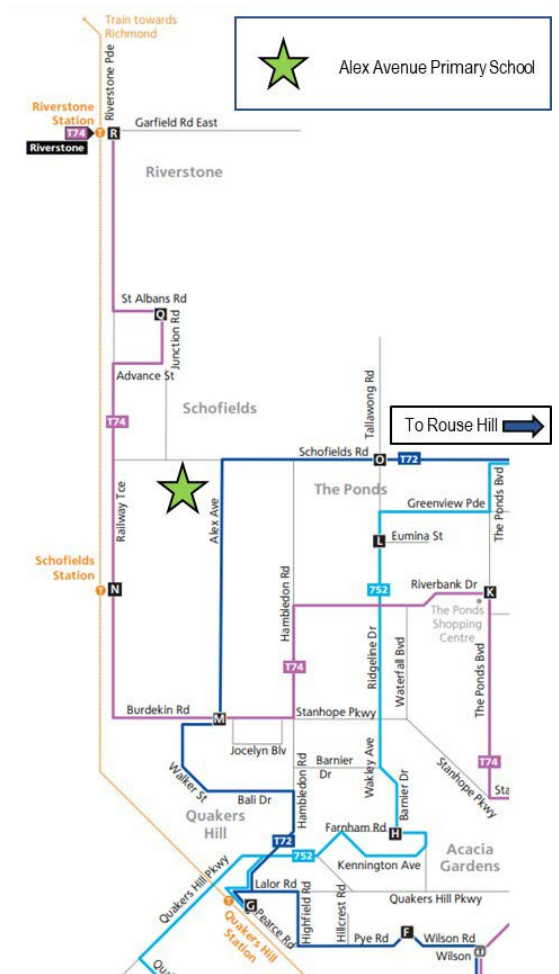 Train towards
Richmond
Alex Avenue Primary School
Riverstone Pde
Riverstone
Station
T74
T
R
Riverstone
Garfield Rd East
Riverstone
St Albans Rd
Q
Junction Rd
Advance St
Schofields
Tallawong Rd
T74
To Rouse Hill
Schofields Rd
O
T72
The Ponds
Railway Tce
Alex Ave
Greenview Pde
The Ponds Bvd
L
Eumina St
Schofields
Station
T
N
Hambledon Rd
752
Riverbank Dr
K
The Ponds
Shopping
Centre
Ridgeline Dr
Waterfall Bvd
T74
The Ponds Bvd
Burdekin Rd
M
Stanhope Pkwy
Jocelyn Blv
Walker St
Hambledon Rd
Barnier
Dr
Wakley Ave
Barnier Dr
Stanhope Pkwy
T74
Sta
Bali Dr
Quakers
Hill
T72
Farnham Rd
H
Acacia
Gardens
752
Kennington Ave
Quakers Hill Pkwy
Lalor Rd
Quakers Hill Pkwy
T
G
Pearce Rd
Quakers Hill
Station
Highfield Rd
Hillcrest Rd
Pye Rd
F
Wilson Rd
Wilson
Quak